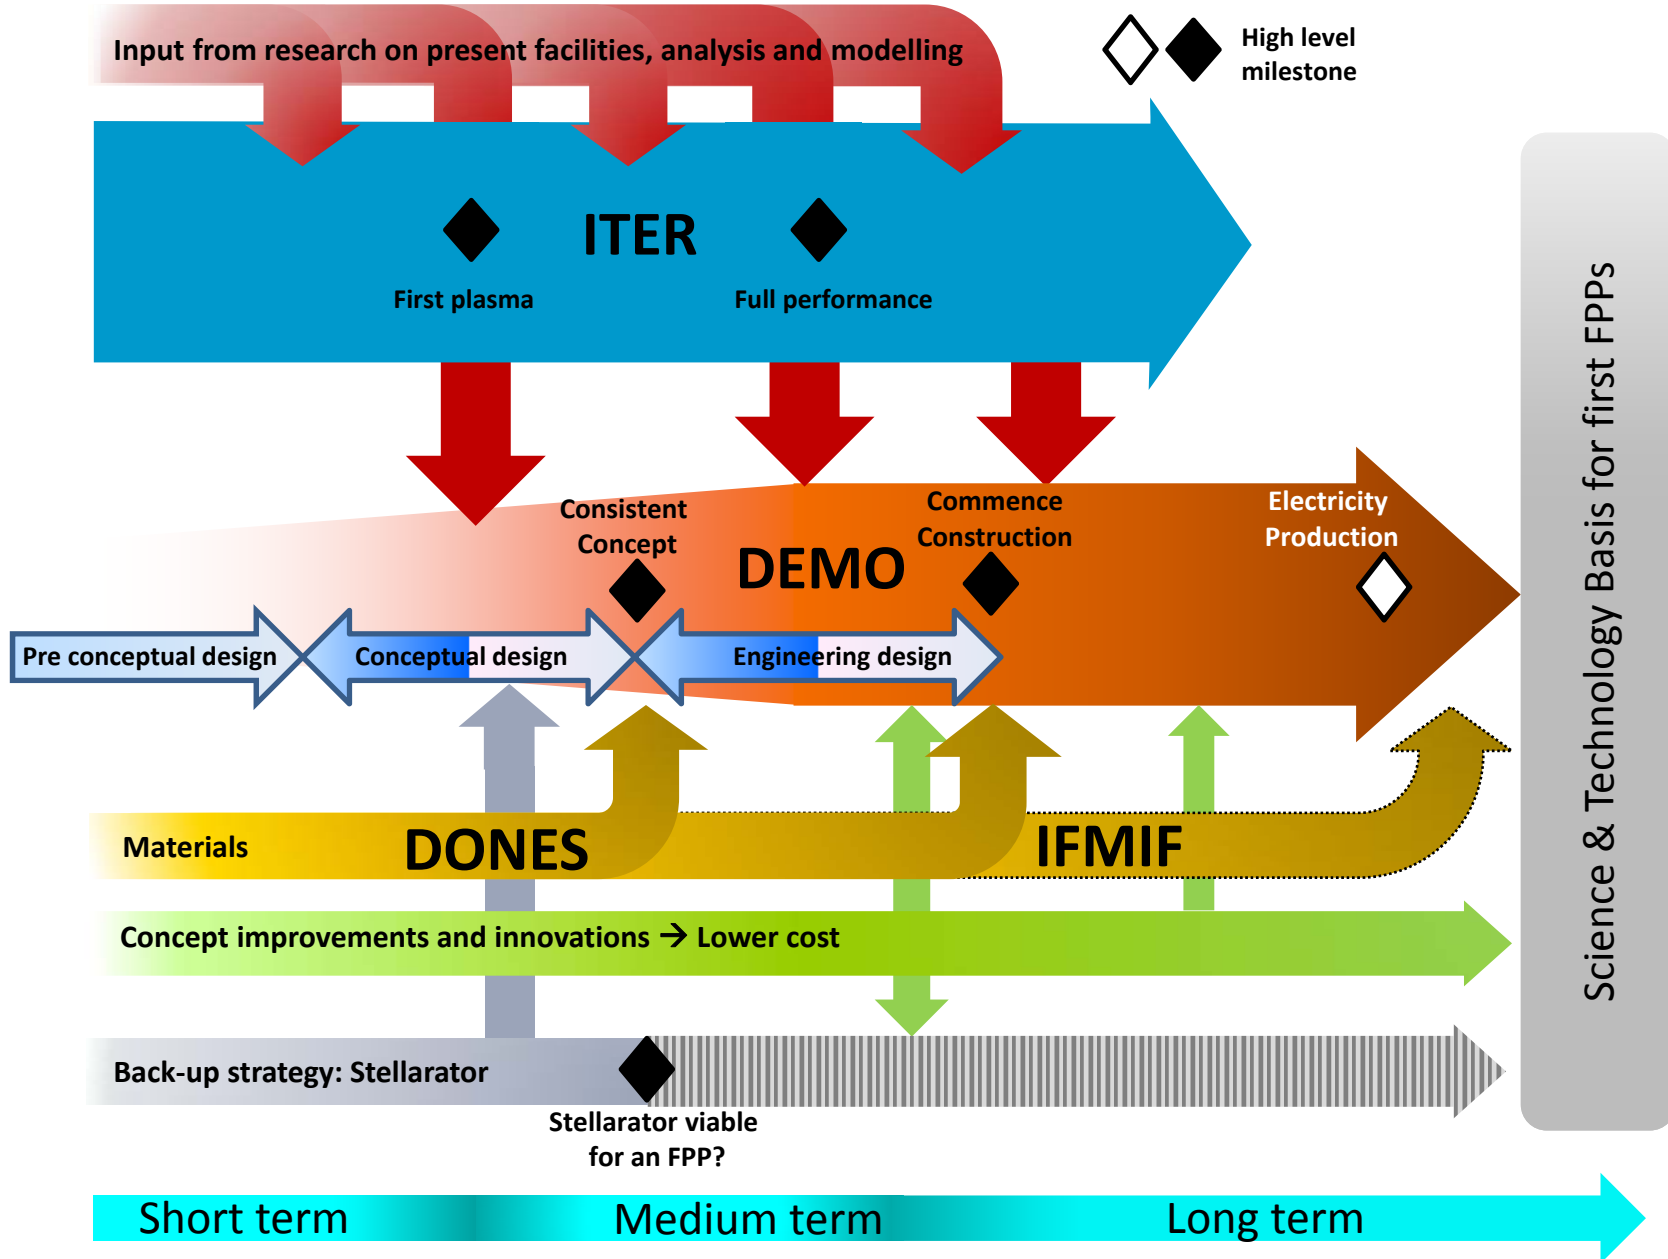 Input from research on present facilities, analysis and modelling
High level
milestone
ITER
First plasma
Full performance
Consistent
Concept
DEMO
Commence
Construction
Electricity
Production
Pre conceptual design
Conceptual design
Engineering design
Materials
DONES
IFMIF
Concept improvements and innovations → Lower cost
Back-up strategy: Stellarator
Stellarator viable
for an FPP?
Short term
Medium term
Long term
Science & Technology Basis for first FPPs